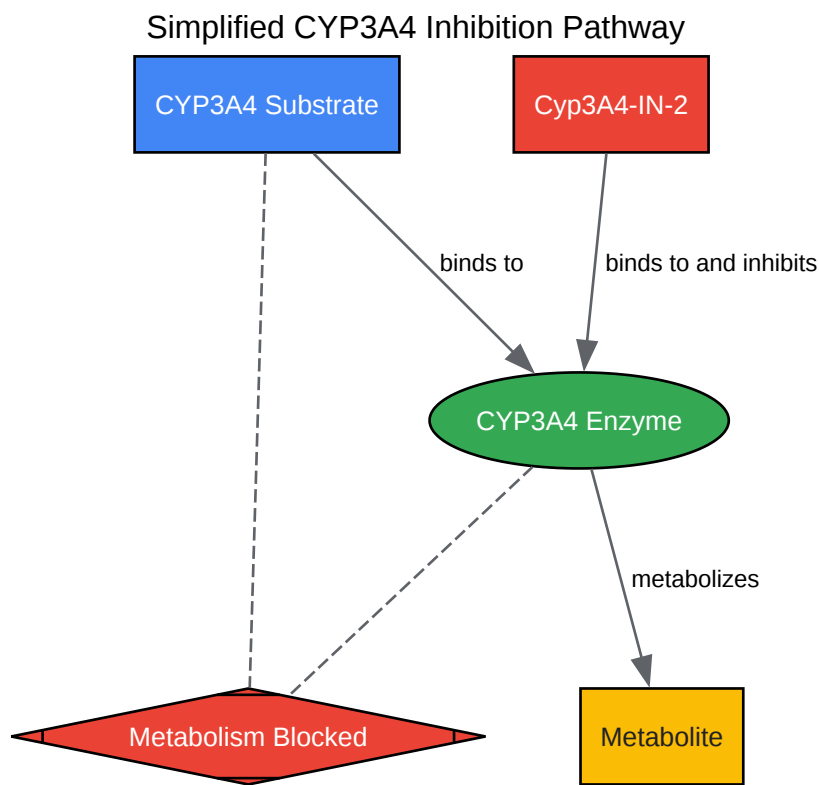 Simplified CYP3A4 Inhibition Pathway
CYP3A4 Substrate
Cyp3A4-IN-2
binds to
binds to and inhibits
CYP3A4 Enzyme
metabolizes
Metabolism Blocked
Metabolite